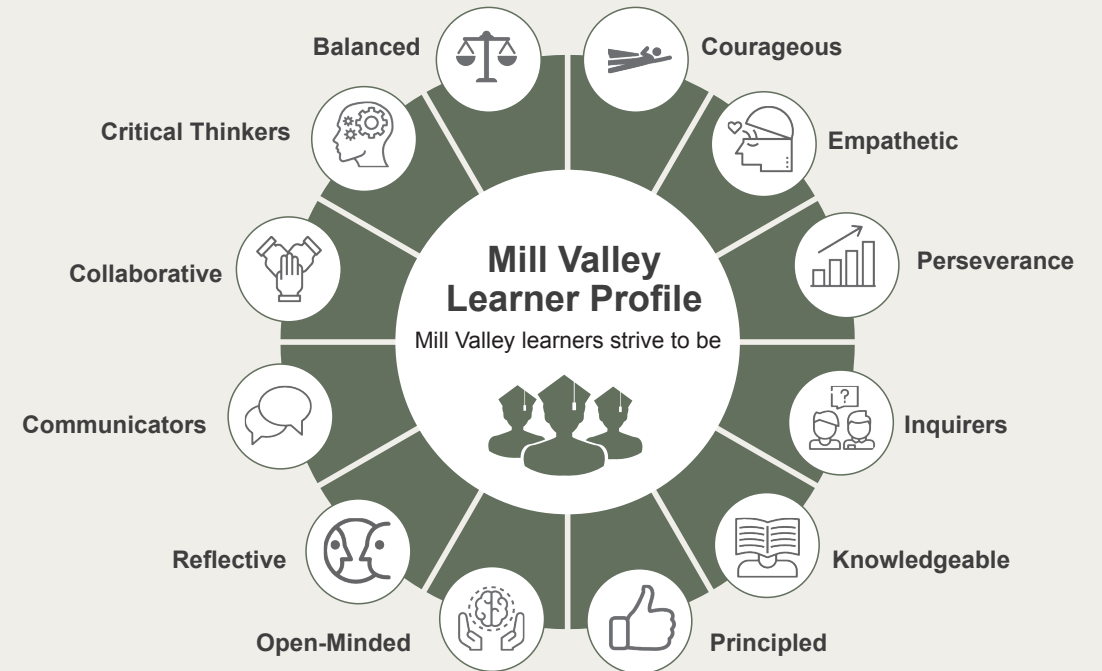 Mill Valley
Learner Profile
Mill Valley learners strive to be
Courageous
Empathetic
Perseverance
Inquirers
?
Knowledgeable
Principled
Open-Minded
Reflective
Communicators
Collaborative
Critical Thinkers
Balanced